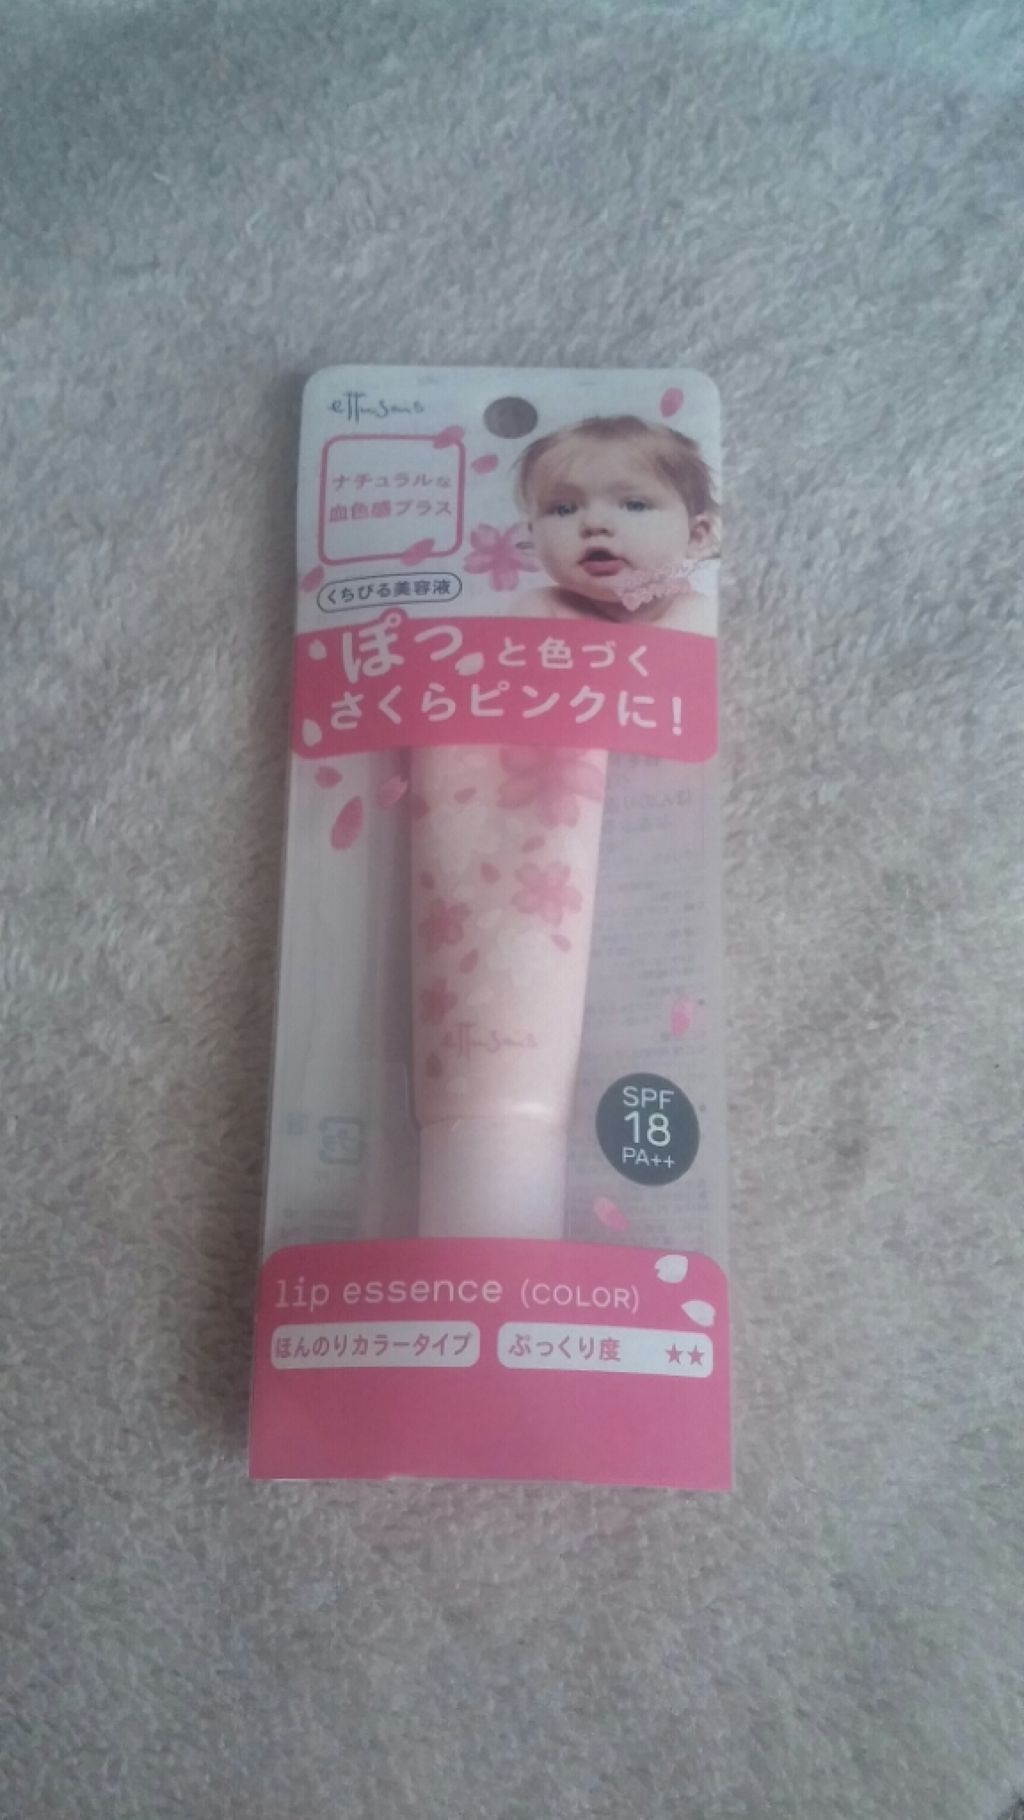 ettusais
ナチュラルな
血色感プラス
くちびる美容液
ぽっと色づく
さくらピンクに!
ettusais
SPF
18
PA++
lip essence (COLOR)
ほんのりカラータイプ
ぷっくり度 ★★